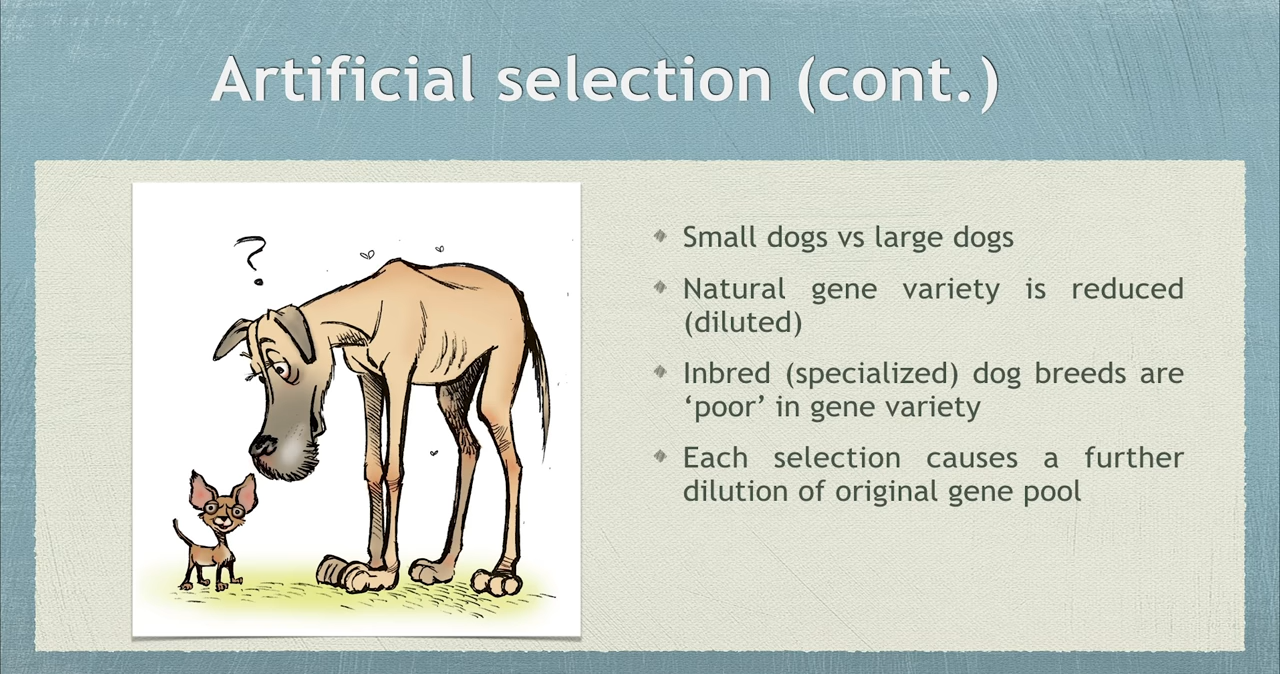 Artificial selection (cont.)
?
Small dogs vs large dogs
Natural gene variety is reduced
(diluted)
Inbred (specialized) dog breeds are
‘poor’ in gene variety
Each selection causes a further
dilution of original gene pool